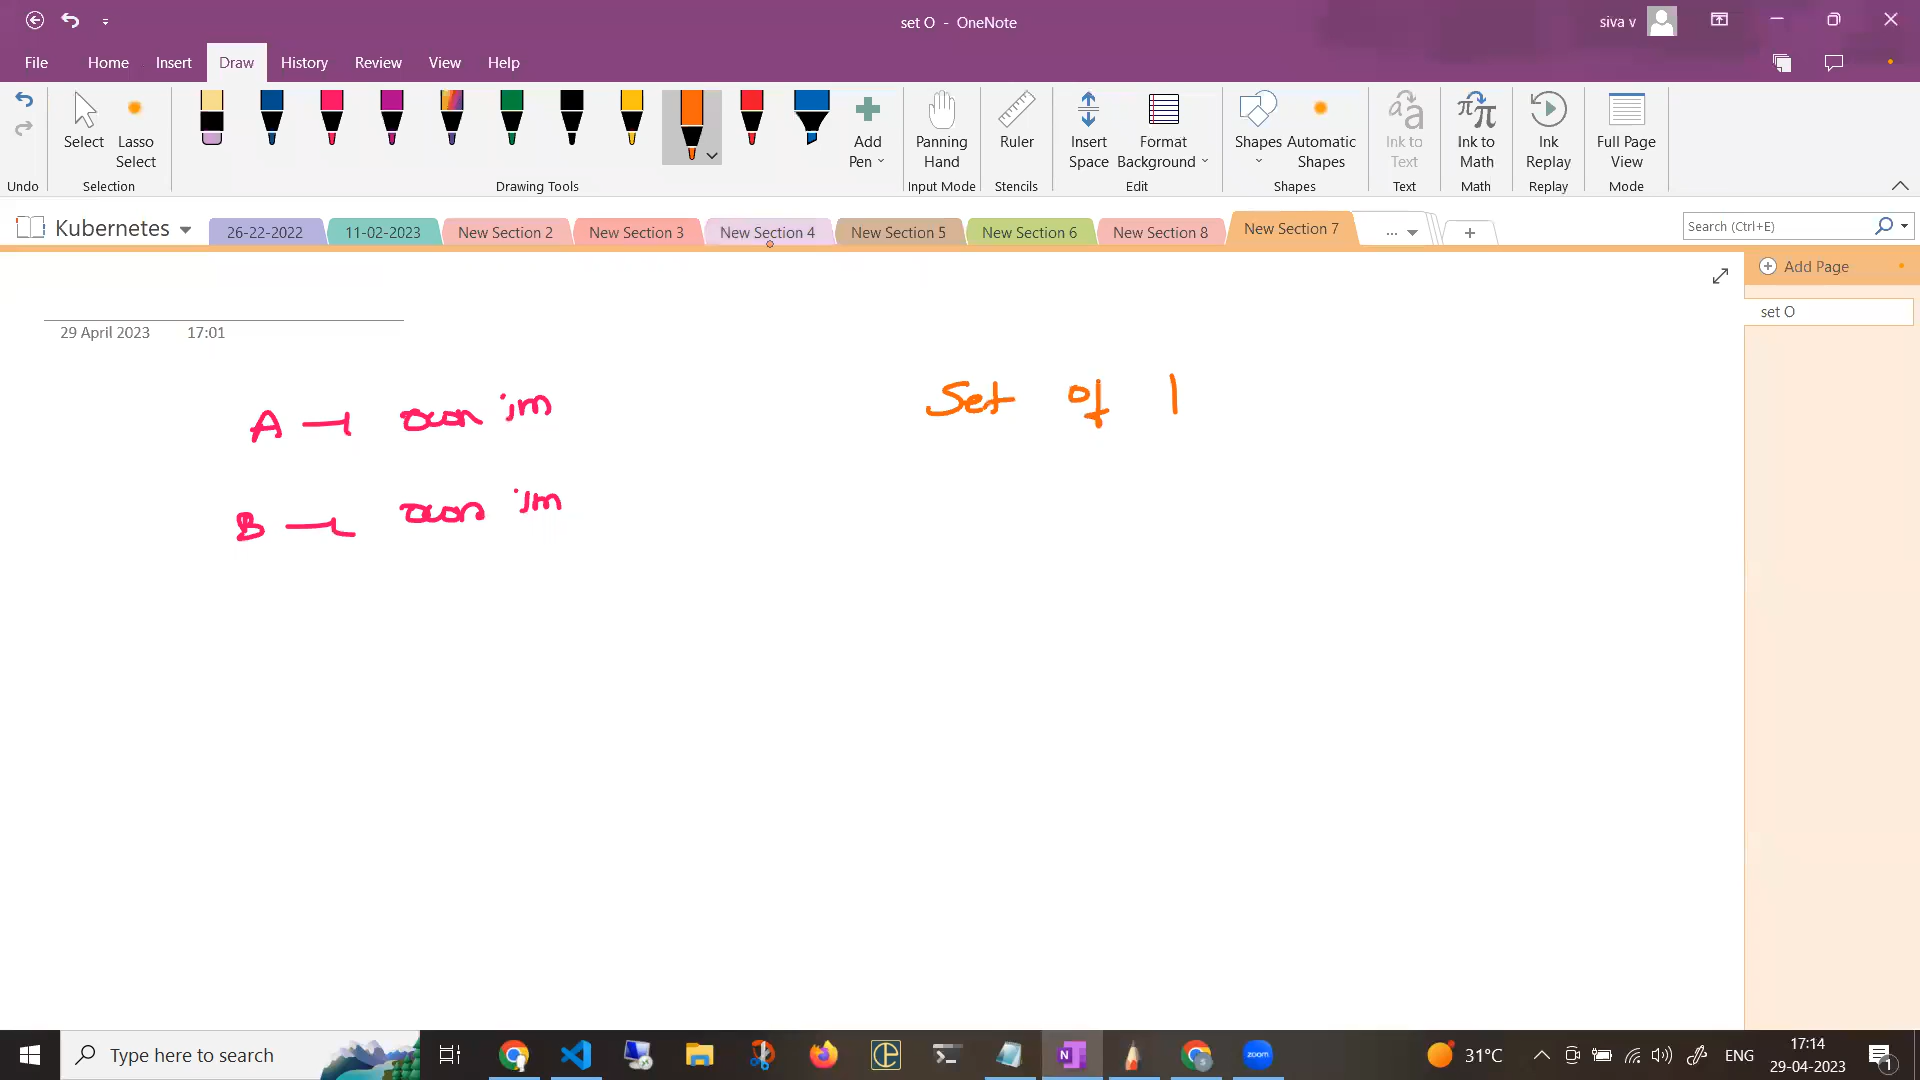 set O - OneNote
siva v
File Home Insert Draw History Review View Help
Select
Lasso Select
Add Pen
Panning Hand
Ruler
Insert Space
Format Background
Shapes
Automatic Shapes
Ink to Text
Ink to Math
Ink Replay
Full Page View
Undo Selection Drawing Tools Input Mode Stencils Edit Shapes Text Math Replay Mode
Kubernetes 26-22-2022 11-02-2023 New Section 2 New Section 3 New Section 4 New Section 5 New Section 6 New Section 8 New Section 7 ... +
Search (Ctrl+E)
Add Page
set O
29 April 2023 17:01
Set of |
A own im
B own im
Type here to search
zoom
31°C
ENG
17:14
29-04-2023
1